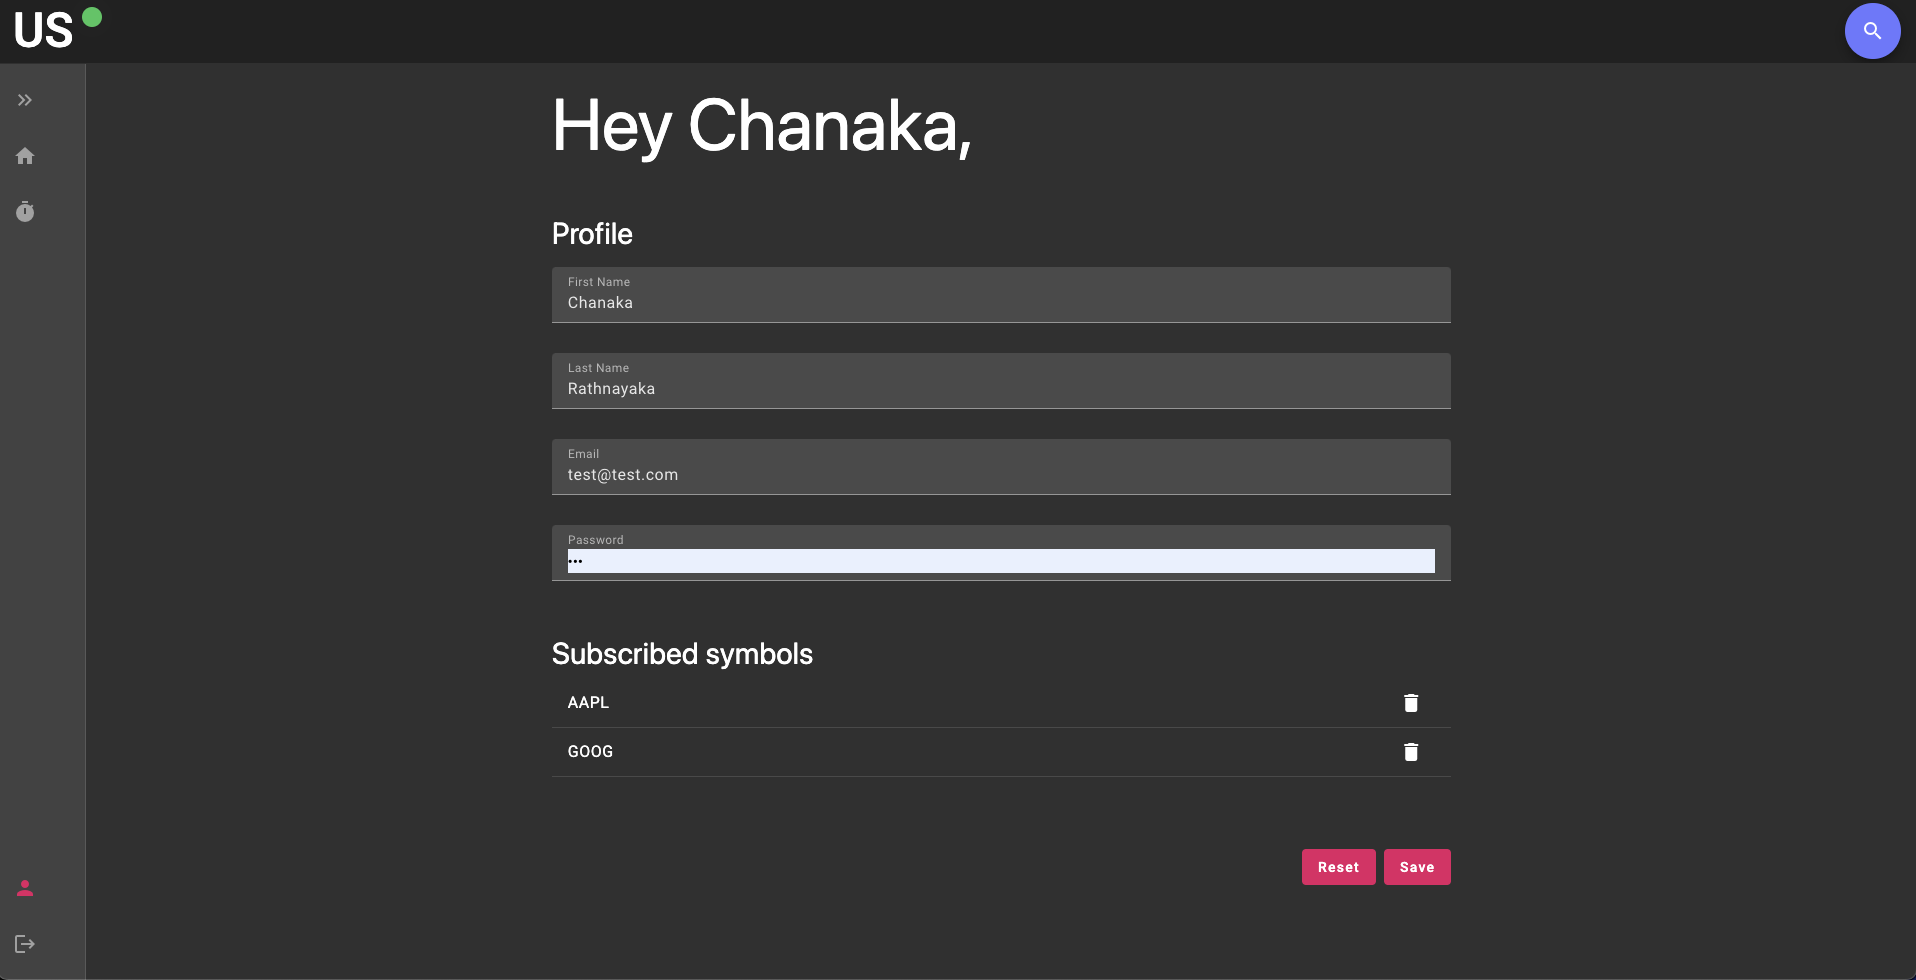 US
Hey Chanaka,
Profile
First Name
Chanaka
Last Name
Rathnayaka
Email
test@test.com
Password
•••
Subscribed symbols
AAPL
GOOG
Reset Save